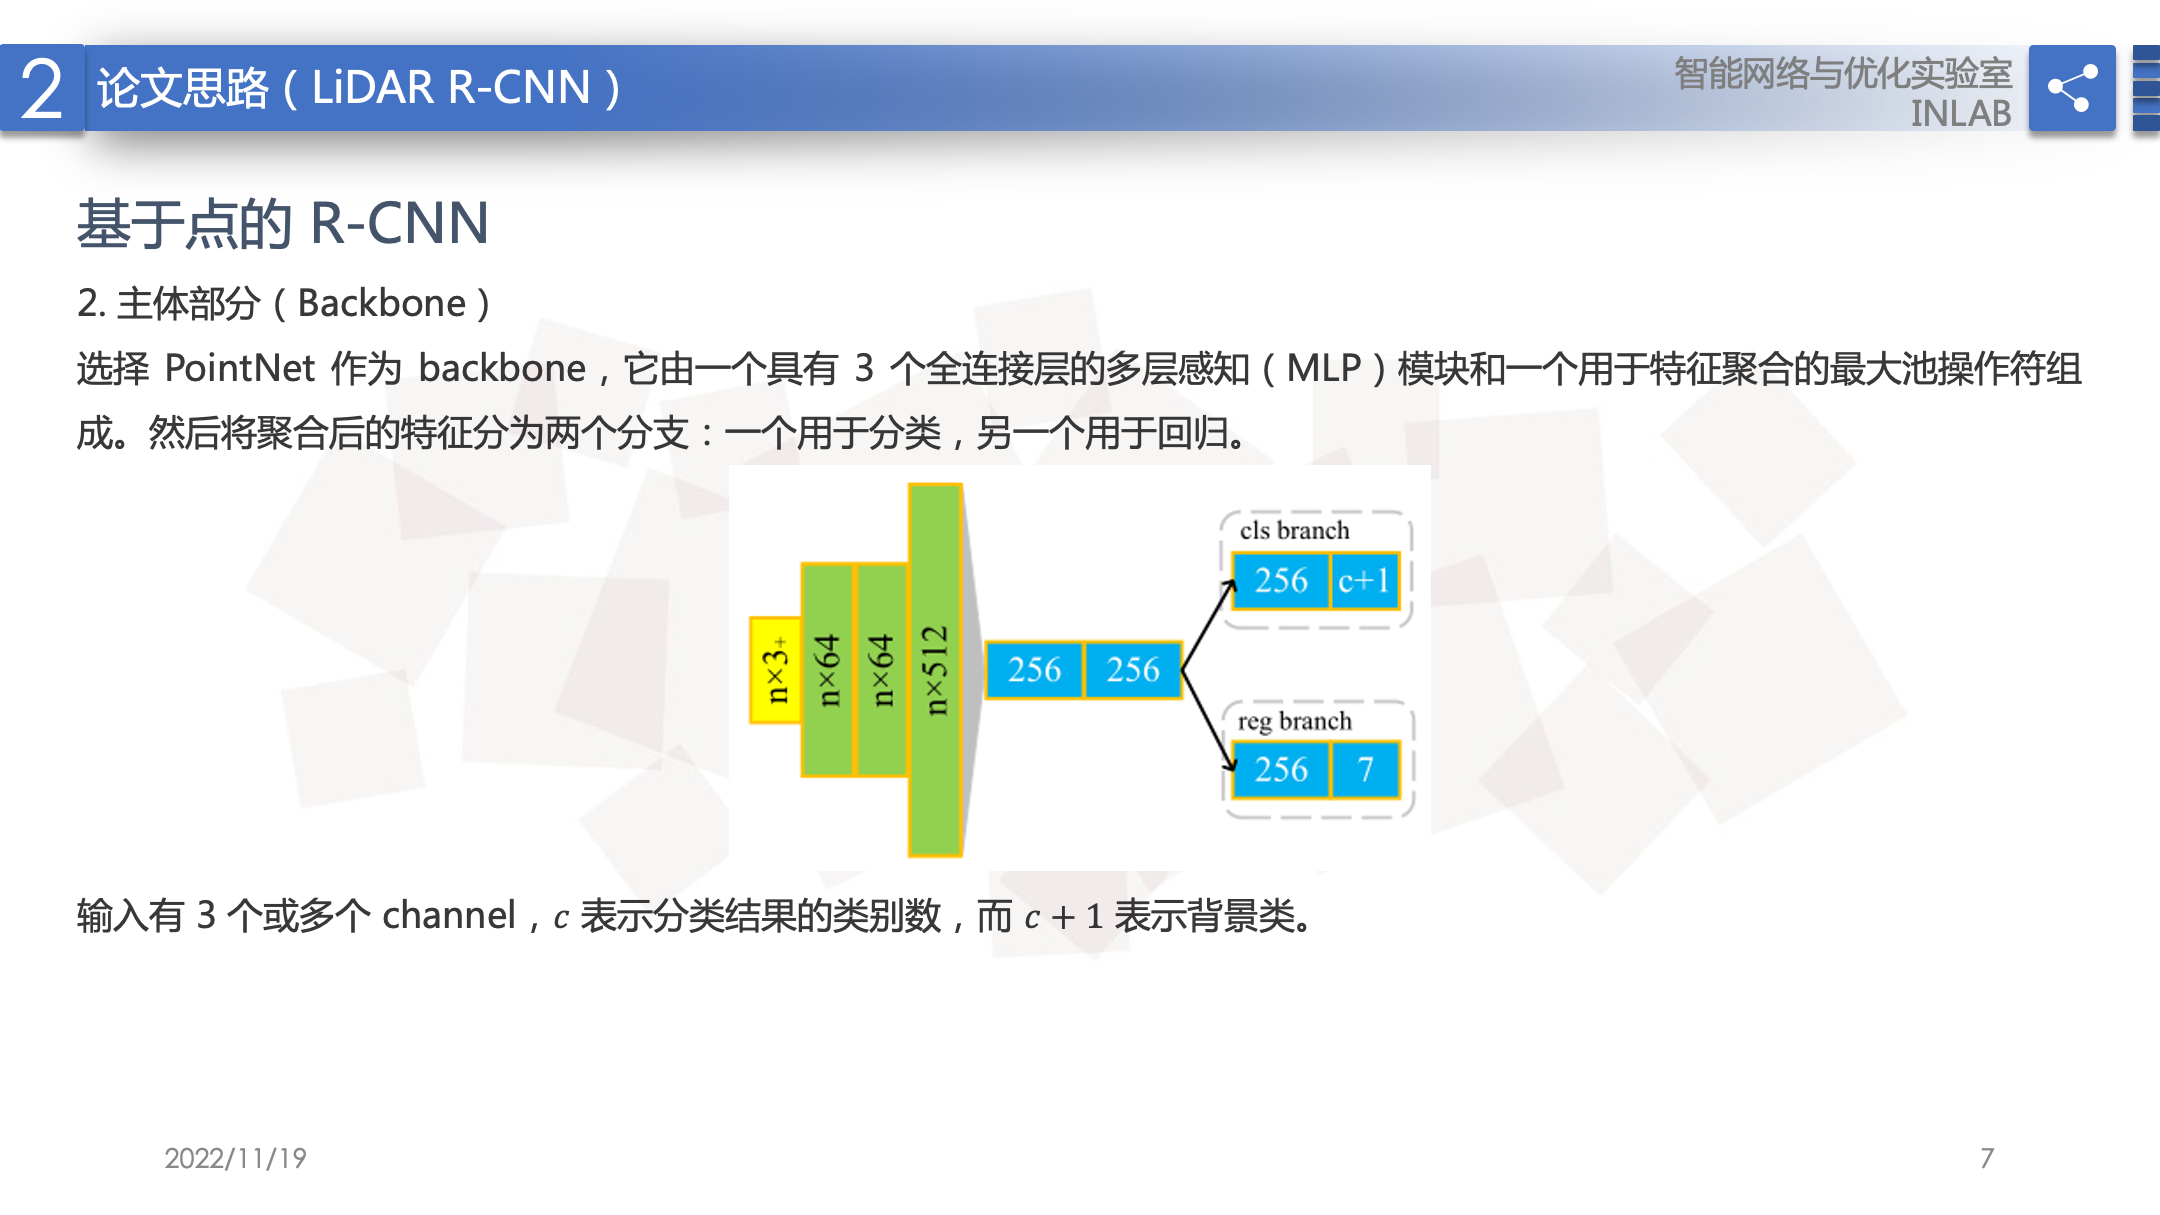 2
论文思路（LiDAR R-CNN）
智能网络与优化实验室
INLAB
基于点的 R-CNN
2. 主体部分（Backbone）
选择 PointNet 作为 backbone，它由一个具有 3 个全连接层的多层感知（MLP）模块和一个用于特征聚合的最大池操作符组
成。然后将聚合后的特征分为两个分支：一个用于分类，另一个用于回归。
n×3+
n×64
n×64
n×512
256 256
cls branch
256 c+1
reg branch
256 7
输入有 3 个或多个 channel，c 表示分类结果的类别数，而 c + 1 表示背景类。
2022/11/19
7